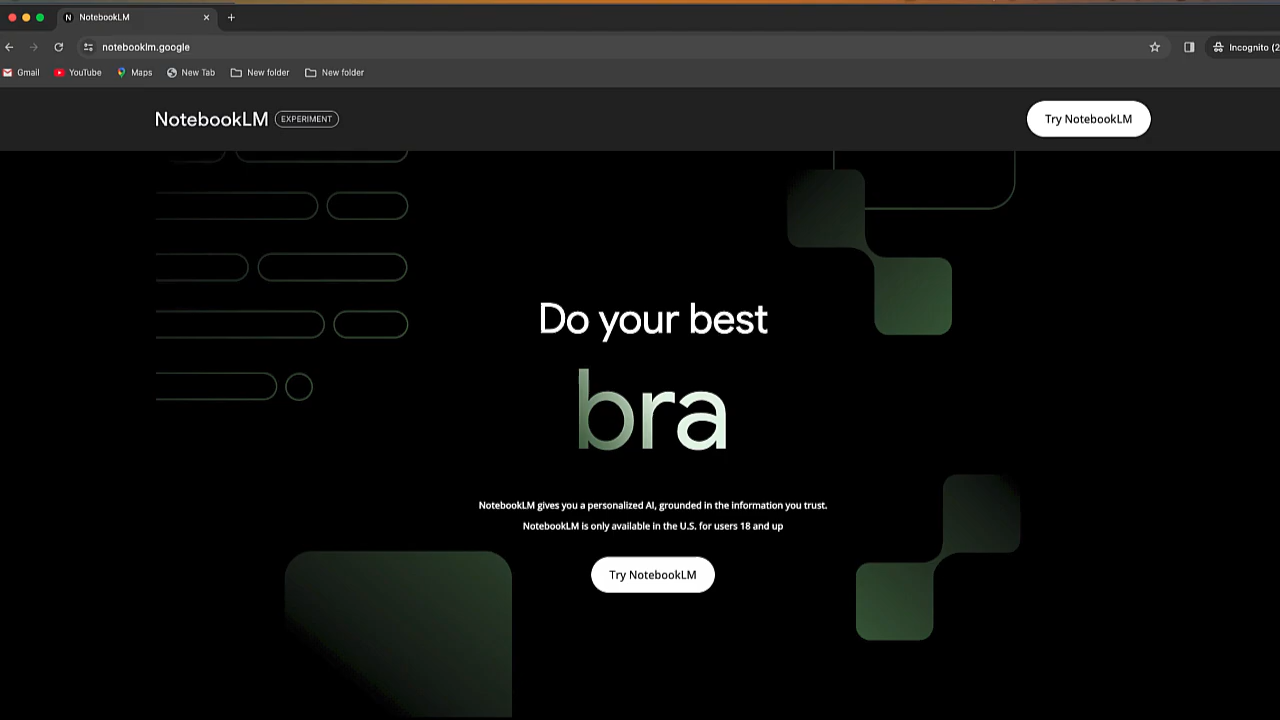 NotebookLM
notebooklm.google
Incognito (2
Gmail YouTube Maps New Tab New folder New folder
NotebookLM EXPERIMENT Try NotebookLM
Do your best
bra
NotebookLM gives you a personalized AI, grounded in the information you trust.
NotebookLM is only available in the U.S. for users 18 and up
Try NotebookLM